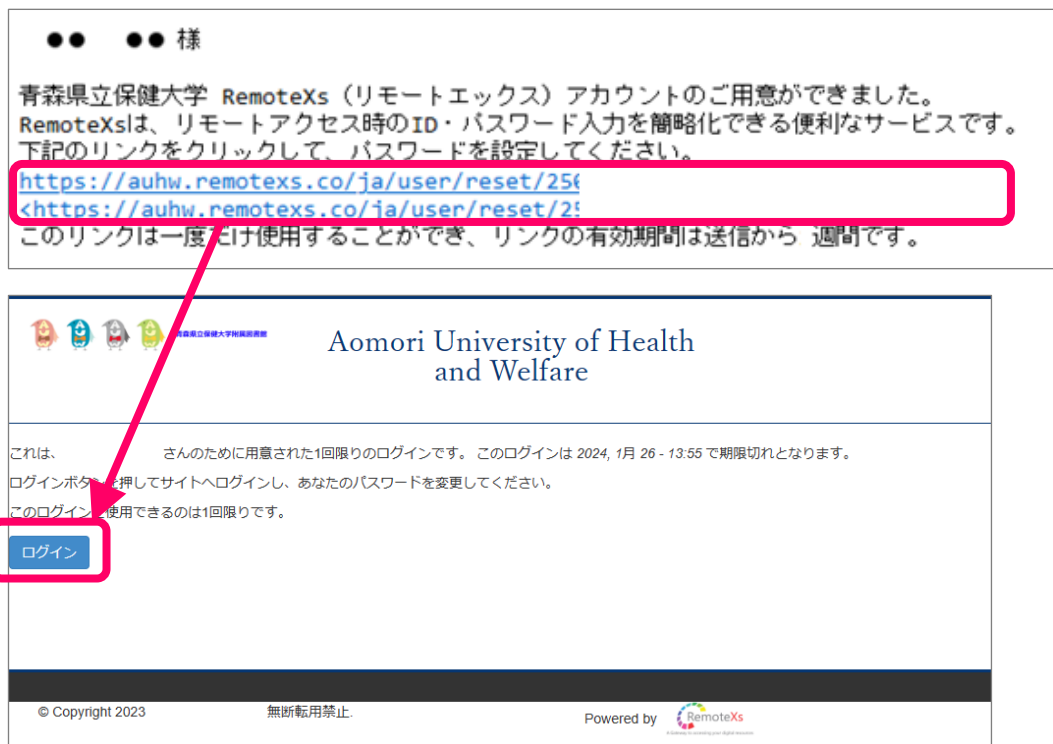 ●●　●● 様
青森県立保健大学 RemoteXs（リモートエックス）アカウントのご用意ができました。
RemoteXsは、リモートアクセス時のID・パスワード入力を簡略化できる便利なサービスです。
下記のリンクをクリックして、パスワードを設定してください。
https://auhw.remotexs.co/ja/user/reset/256
<https://auhw.remotexs.co/ja/user/reset/25
このリンクは一度だけ使用することができ、リンクの有効期間は送信から 週間です。
青森県立保健大学附属図書館
Aomori University of Health
and Welfare
これは、 さんのために用意された1回限りのログインです。 このログインは 2024, 1月 26 - 13:55 で期限切れとなります。
ログインボタンを押してサイトへログインし、あなたのパスワードを変更してください。
このログインを使用できるのは1回限りです。
ログイン
© Copyright 2023 無断転用禁止. Powered by RemoteXs